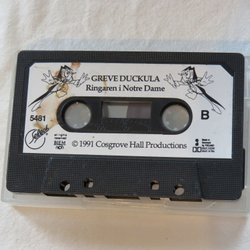 GREVE DUCKULA
Ringaren i Notre Dame
5481
B
© 1991 Cosgrove Hall Productions